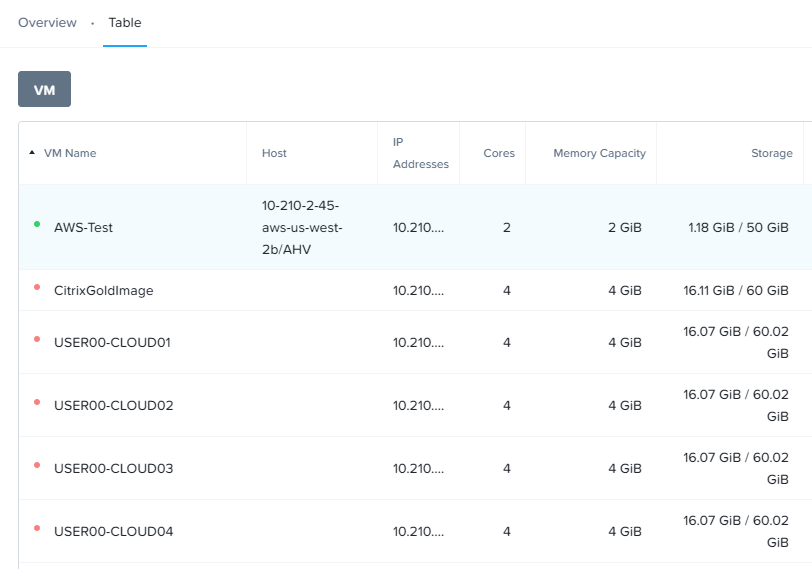 Overview · Table
VM
VM Name Host IP Addresses Cores Memory Capacity Storage
AWS-Test 10-210-2-45-aws-us-west-2b/AHV 10.210.... 2 2 GiB 1.18 GiB / 50 GiB
CitrixGoldImage 10.210.... 4 4 GiB 16.11 GiB / 60 GiB
USER00-CLOUD01 10.210.... 4 4 GiB 16.07 GiB / 60.02 GiB
USER00-CLOUD02 10.210.... 4 4 GiB 16.07 GiB / 60.02 GiB
USER00-CLOUD03 10.210.... 4 4 GiB 16.07 GiB / 60.02 GiB
USER00-CLOUD04 10.210.... 4 4 GiB 16.07 GiB / 60.02 GiB